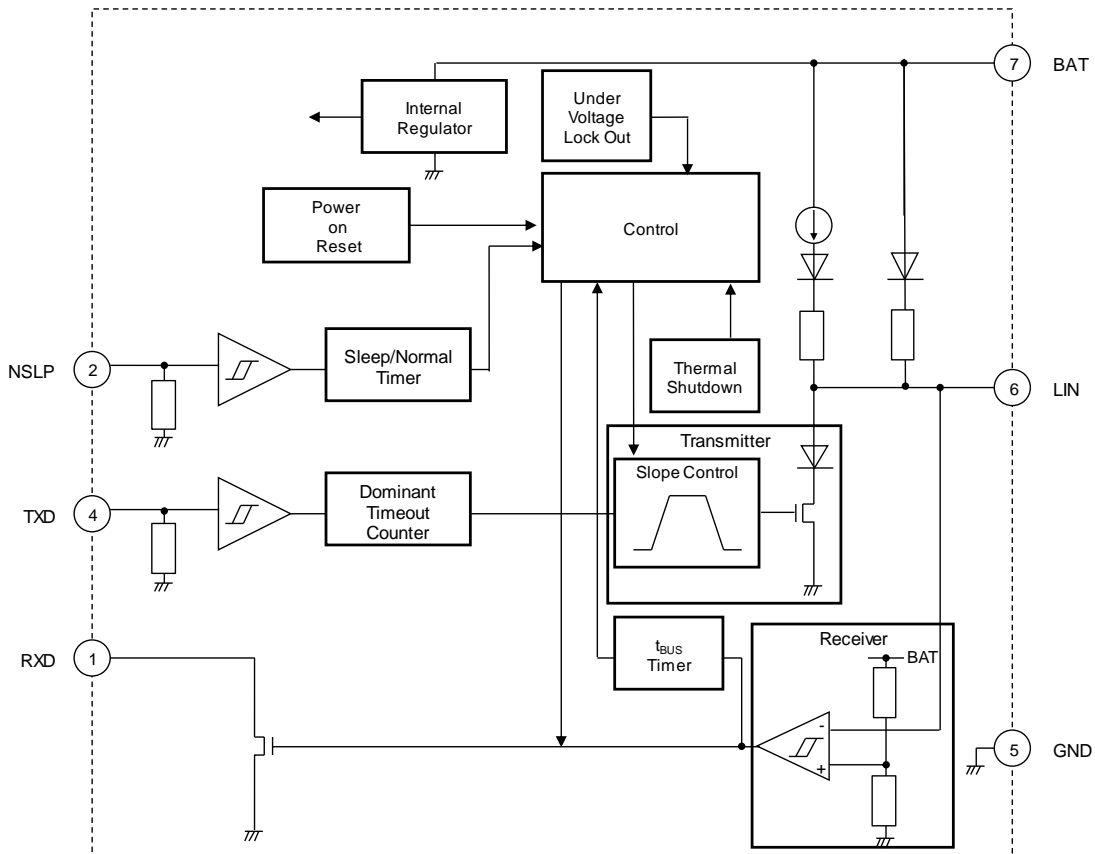 7
BAT
Internal
Regulator
Under
Voltage
Lock Out
Power
on
Reset
Control
NSLP
2
Sleep/Normal
Timer
Thermal
Shutdown
6
LIN
Transmitter
Slope Control
TXD
4
Dominant
Timeout
Counter
RXD
1
tBUS
Timer
Receiver
BAT
-
+
5
GND